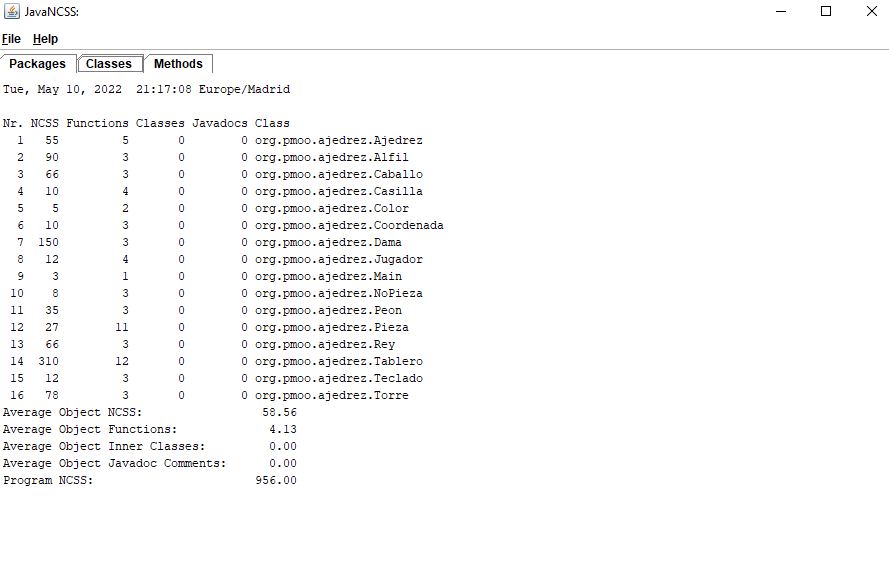 JavaNCSS:
File Help
Packages Classes Methods
Tue, May 10, 2022  21:17:08 Europe/Madrid
Nr. NCSS Functions Classes Javadocs Class
  1   55         5       0        0 org.pmoo.ajedrez.Ajedrez
  2   90         3       0        0 org.pmoo.ajedrez.Alfil
  3   66         3       0        0 org.pmoo.ajedrez.Caballo
  4   10         4       0        0 org.pmoo.ajedrez.Casilla
  5    5         2       0        0 org.pmoo.ajedrez.Color
  6   10         3       0        0 org.pmoo.ajedrez.Coordenada
  7  150         3       0        0 org.pmoo.ajedrez.Dama
  8   12         4       0        0 org.pmoo.ajedrez.Jugador
  9    3         1       0        0 org.pmoo.ajedrez.Main
 10    8         3       0        0 org.pmoo.ajedrez.NoPieza
 11   35         3       0        0 org.pmoo.ajedrez.Peon
 12   27        11       0        0 org.pmoo.ajedrez.Pieza
 13   66         3       0        0 org.pmoo.ajedrez.Rey
 14  310        12       0        0 org.pmoo.ajedrez.Tablero
 15   12         3       0        0 org.pmoo.ajedrez.Teclado
 16   78         3       0        0 org.pmoo.ajedrez.Torre
Average Object NCSS:                 58.56
Average Object Functions:             4.13
Average Object Inner Classes:         0.00
Average Object Javadoc Comments:      0.00
Program NCSS:                       956.00